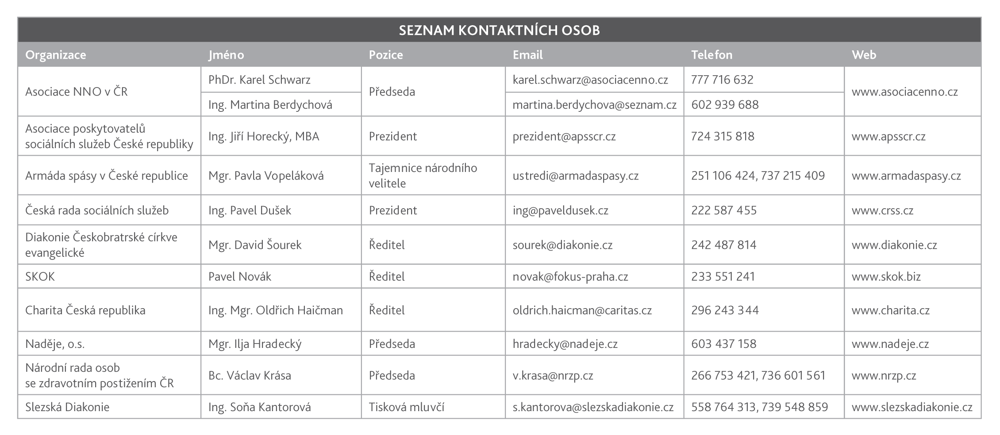 SEZNAM KONTAKTNÍCH OSOB
Organizace Jméno Pozice Email Telefon Web
Asociace NNO v ČR PhDr. Karel Schwarz Předseda karel.schwarz@asociacenno.cz 777 716 632 www.asociacenno.cz
Ing. Martina Berdychová martina.berdychova@seznam.cz 602 939 688
Asociace poskytovatelů
sociálních služeb České republiky Ing. Jiří Horecký, MBA Prezident prezident@apsscr.cz 724 315 818 www.apsscr.cz
Armáda spásy v České republice Mgr. Pavla Vopeláková Tajemnice národního
velitele ustredi@armadaspasy.cz 251 106 424, 737 215 409 www.armadaspasy.cz
Česká rada sociálních služeb Ing. Pavel Dušek Prezident ing@paveldusek.cz 222 587 455 www.crss.cz
Diakonie Českobratrské církve
evangelické Mgr. David Šourek Ředitel sourek@diakonie.cz 242 487 814 www.diakonie.cz
SKOK Pavel Novák Ředitel novak@fokus-praha.cz 233 551 241 www.skok.biz
Charita Česká republika Ing. Mgr. Oldřich Haičman Ředitel oldrich.haicman@caritas.cz 296 243 344 www.charita.cz
Naděje, o.s. Mgr. Ilja Hradecký Předseda hradecky@nadeje.cz 603 437 158 www.nadeje.cz
Národní rada osob
se zdravotním postižením ČR Bc. Václav Krása Předseda v.krasa@nrzp.cz 266 753 421, 736 601 561 www.nrzp.cz
Slezská Diakonie Ing. Soňa Kantorová Tisková mluvčí s.kantorova@slezskadiakonie.cz 558 764 313, 739 548 859 www.slezskadiakonie.cz